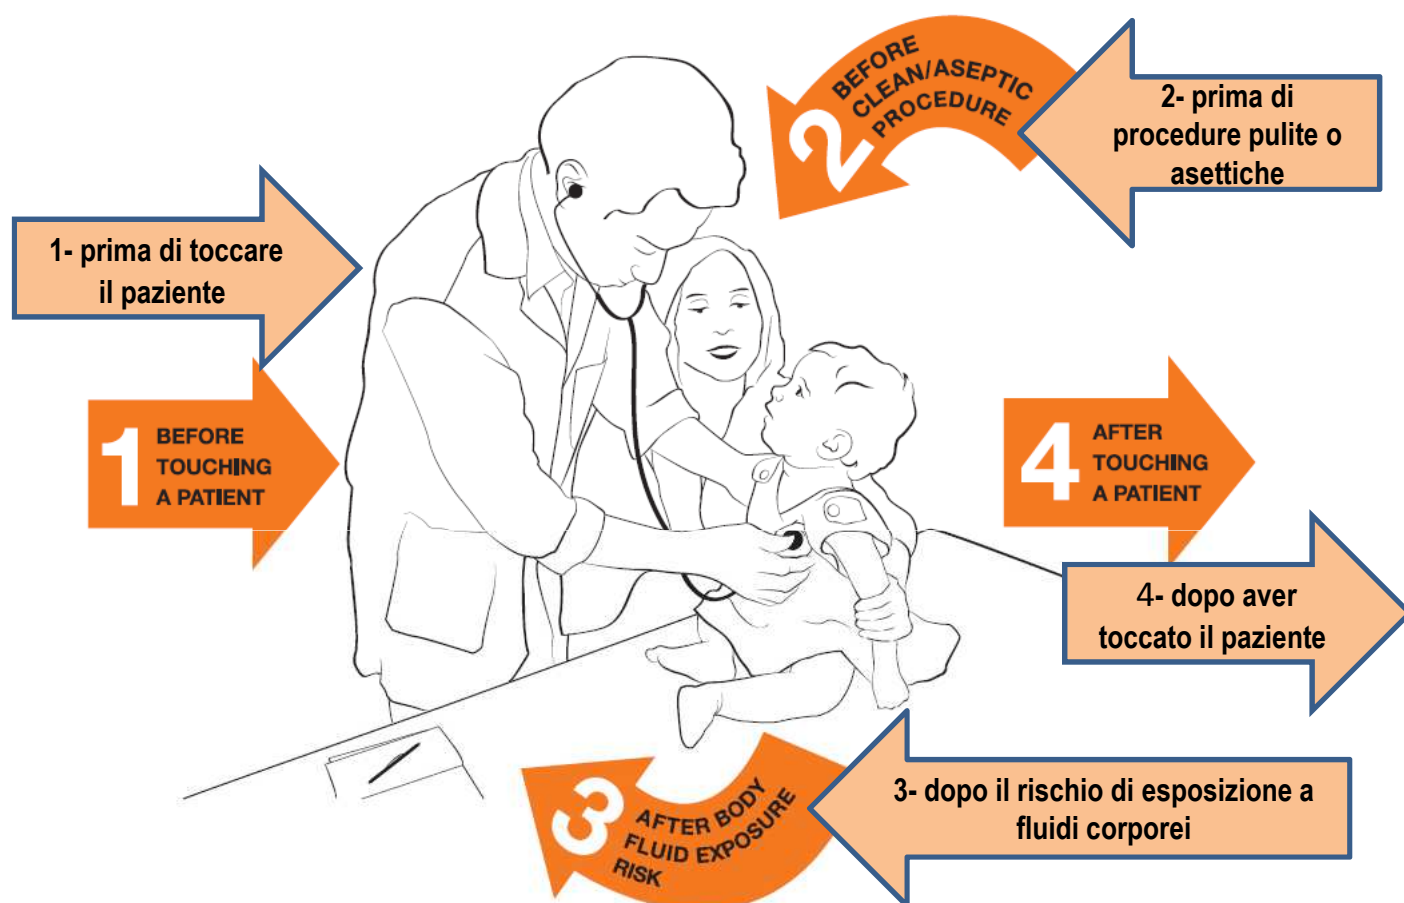 2
BEFORE
CLEAN/ASEPTIC
PROCEDURE
2- prima di
procedure pulite o
asettiche
1- prima di toccare
il paziente
1
BEFORE
TOUCHING
A PATIENT
4
AFTER
TOUCHING
A PATIENT
4- dopo aver
toccato il paziente
3
AFTER BODY
FLUID EXPOSURE
RISK
3- dopo il rischio di esposizione a
fluidi corporei